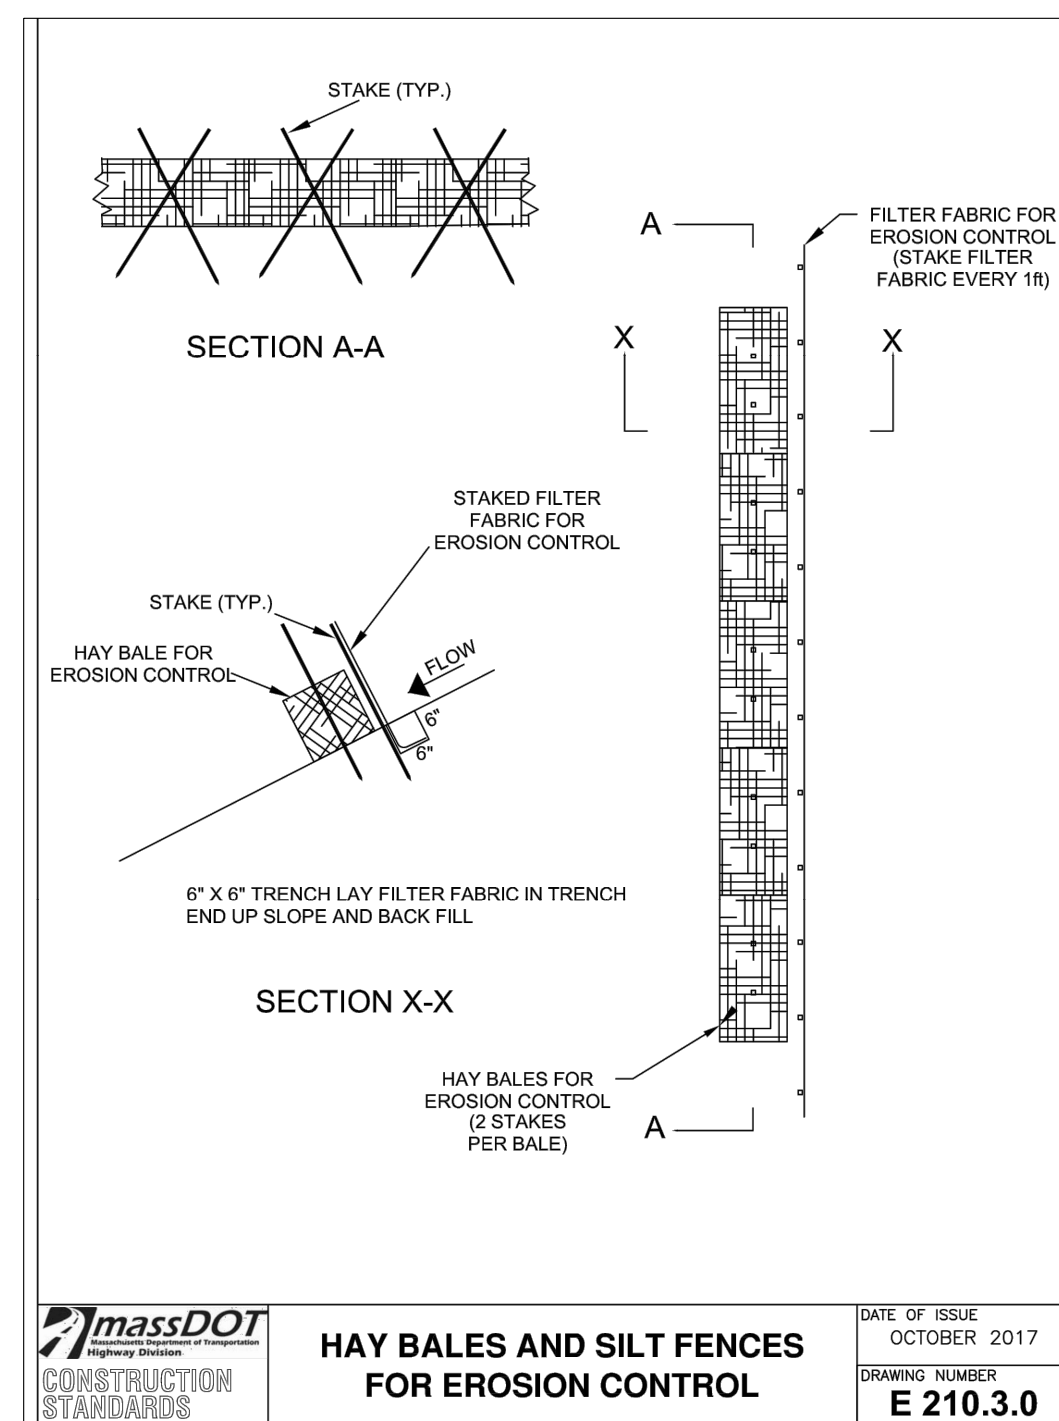 STAKE (TYP.)
SECTION A-A
A
FILTER FABRIC FOR
EROSION CONTROL
(STAKE FILTER
FABRIC EVERY 1ft)
X
X
STAKED FILTER
FABRIC FOR
EROSION CONTROL
STAKE (TYP.)
HAY BALE FOR
EROSION CONTROL
FLOW
6"
6"
6" X 6" TRENCH LAY FILTER FABRIC IN TRENCH
END UP SLOPE AND BACK FILL
SECTION X-X
HAY BALES FOR
EROSION CONTROL
(2 STAKES
PER BALE)
A
massDOT
Massachusetts Department of Transportation
Highway Division
CONSTRUCTION
STANDARDS
HAY BALES AND SILT FENCES
FOR EROSION CONTROL
DATE OF ISSUE
OCTOBER 2017
DRAWING NUMBER
E 210.3.0